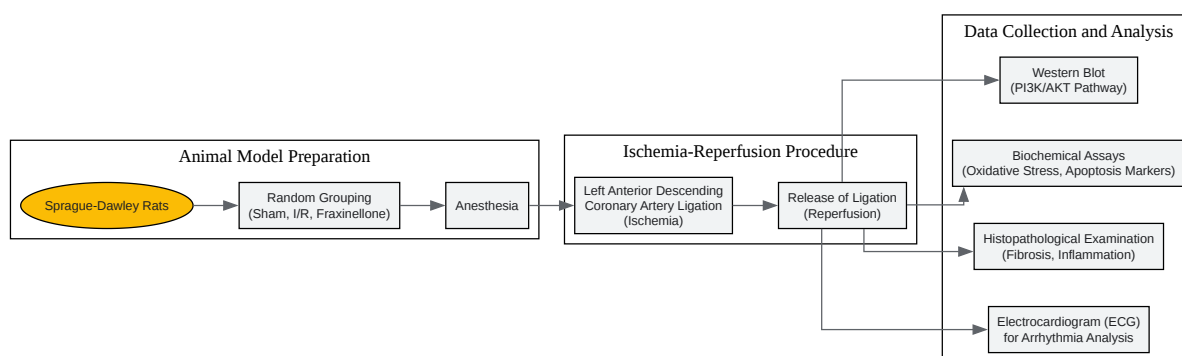 Animal Model Preparation
Sprague-Dawley Rats
Random Grouping
(Sham, I/R, Fraxinellone)
Anesthesia
Ischemia-Reperfusion Procedure
Left Anterior Descending
Coronary Artery Ligation
(Ischemia)
Release of Ligation
(Reperfusion)
Data Collection and Analysis
Western Blot
(PI3K/AKT Pathway)
Biochemical Assays
(Oxidative Stress, Apoptosis Markers)
Histopathological Examination
(Fibrosis, Inflammation)
Electrocardiogram (ECG)
for Arrhythmia Analysis